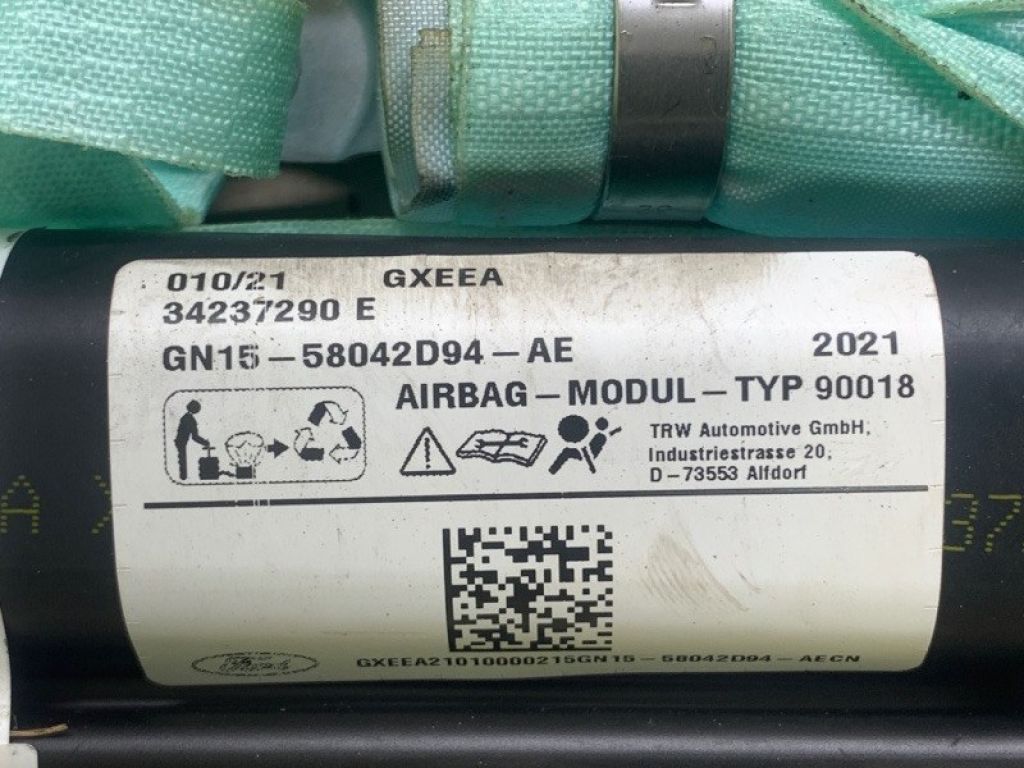 010/21 GXEEA
34237290 E
GN15-58042D94-AE 2021
AIRBAG-MODUL-TYP 90018
TRW Automotive GmbH,
Industriestrasse 20,
D-73553 Alfdorf
Ford
GXEEA21010000215GN15-58042D94-AECN